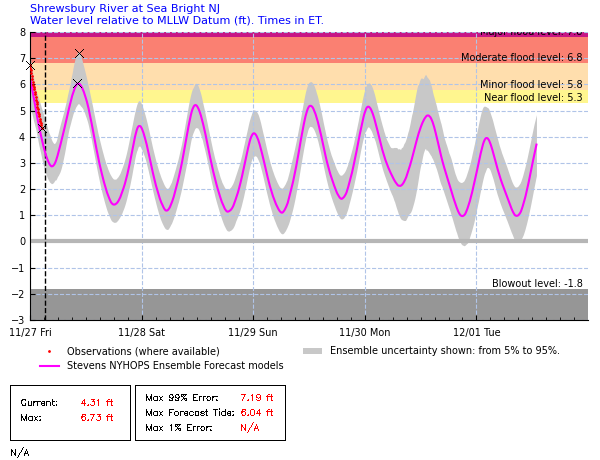 Shrewsbury River at Sea Bright NJ
Water level relative to MLLW Datum (ft). Times in ET.
8
7
6
5
4
3
2
1
0
−1
−2
−3
Major flood level: 7.8
Moderate flood level: 6.8
Minor flood level: 5.8
Near flood level: 5.3
Blowout level: -1.8
11/27 Fri 11/28 Sat 11/29 Sun 11/30 Mon 12/01 Tue
Observations (where available)
Stevens NYHOPS Ensemble Forecast models
Ensemble uncertainty shown: from 5% to 95%.
Current: 4.31 ft
Max: 6.73 ft
Max 99% Error: 7.19 ft
Max Forecast Tide: 6.04 ft
Max 1% Error: N/A
N/A